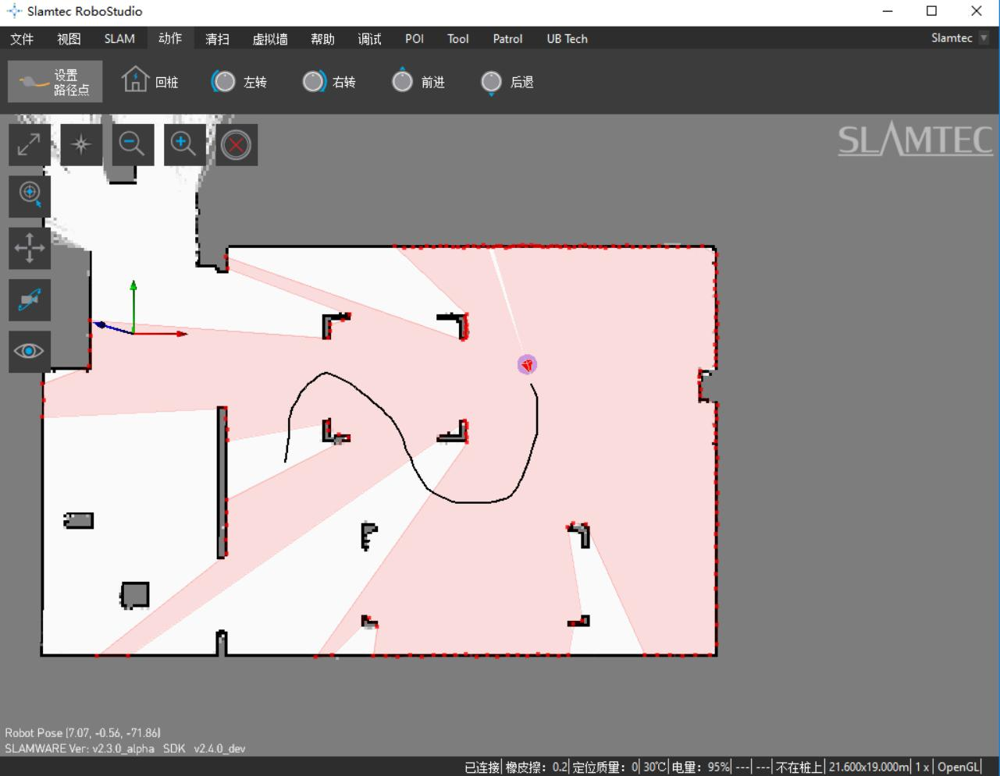 Slamtec RoboStudio
文件 视图 SLAM 动作 清扫 虚拟墙 帮助 调试 POI Tool Patrol UB Tech Slamtec
设置
路径点
回桩 左转 右转 前进 后退
SLAMTEC
Robot Pose (7.07, -0.56, -71.86)
SLAMWARE Ver: v2.3.0_alpha SDK v2.4.0_dev
已连接| 橡皮擦: 0.2| 定位质量: 0| 30℃| 电量: 95%| ---| ---| 不在桩上| 21.600x19.000m| 1 x| OpenGL|